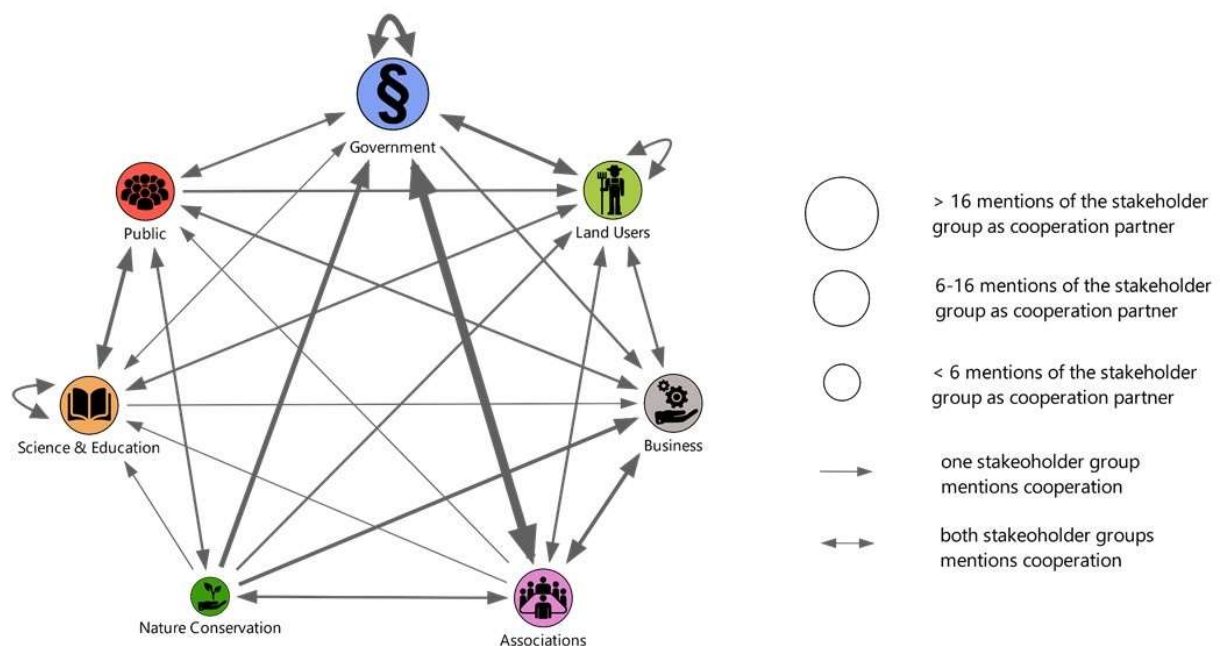 §
Government
Public
Land Users
Science & Education
Business
Nature Conservation
Associations
> 16 mentions of the stakeholder
group as cooperation partner
6-16 mentions of the stakeholder
group as cooperation partner
< 6 mentions of the stakeholder
group as cooperation partner
one stakeoholder group
mentions cooperation
both stakeoholder groups
mentions cooperation